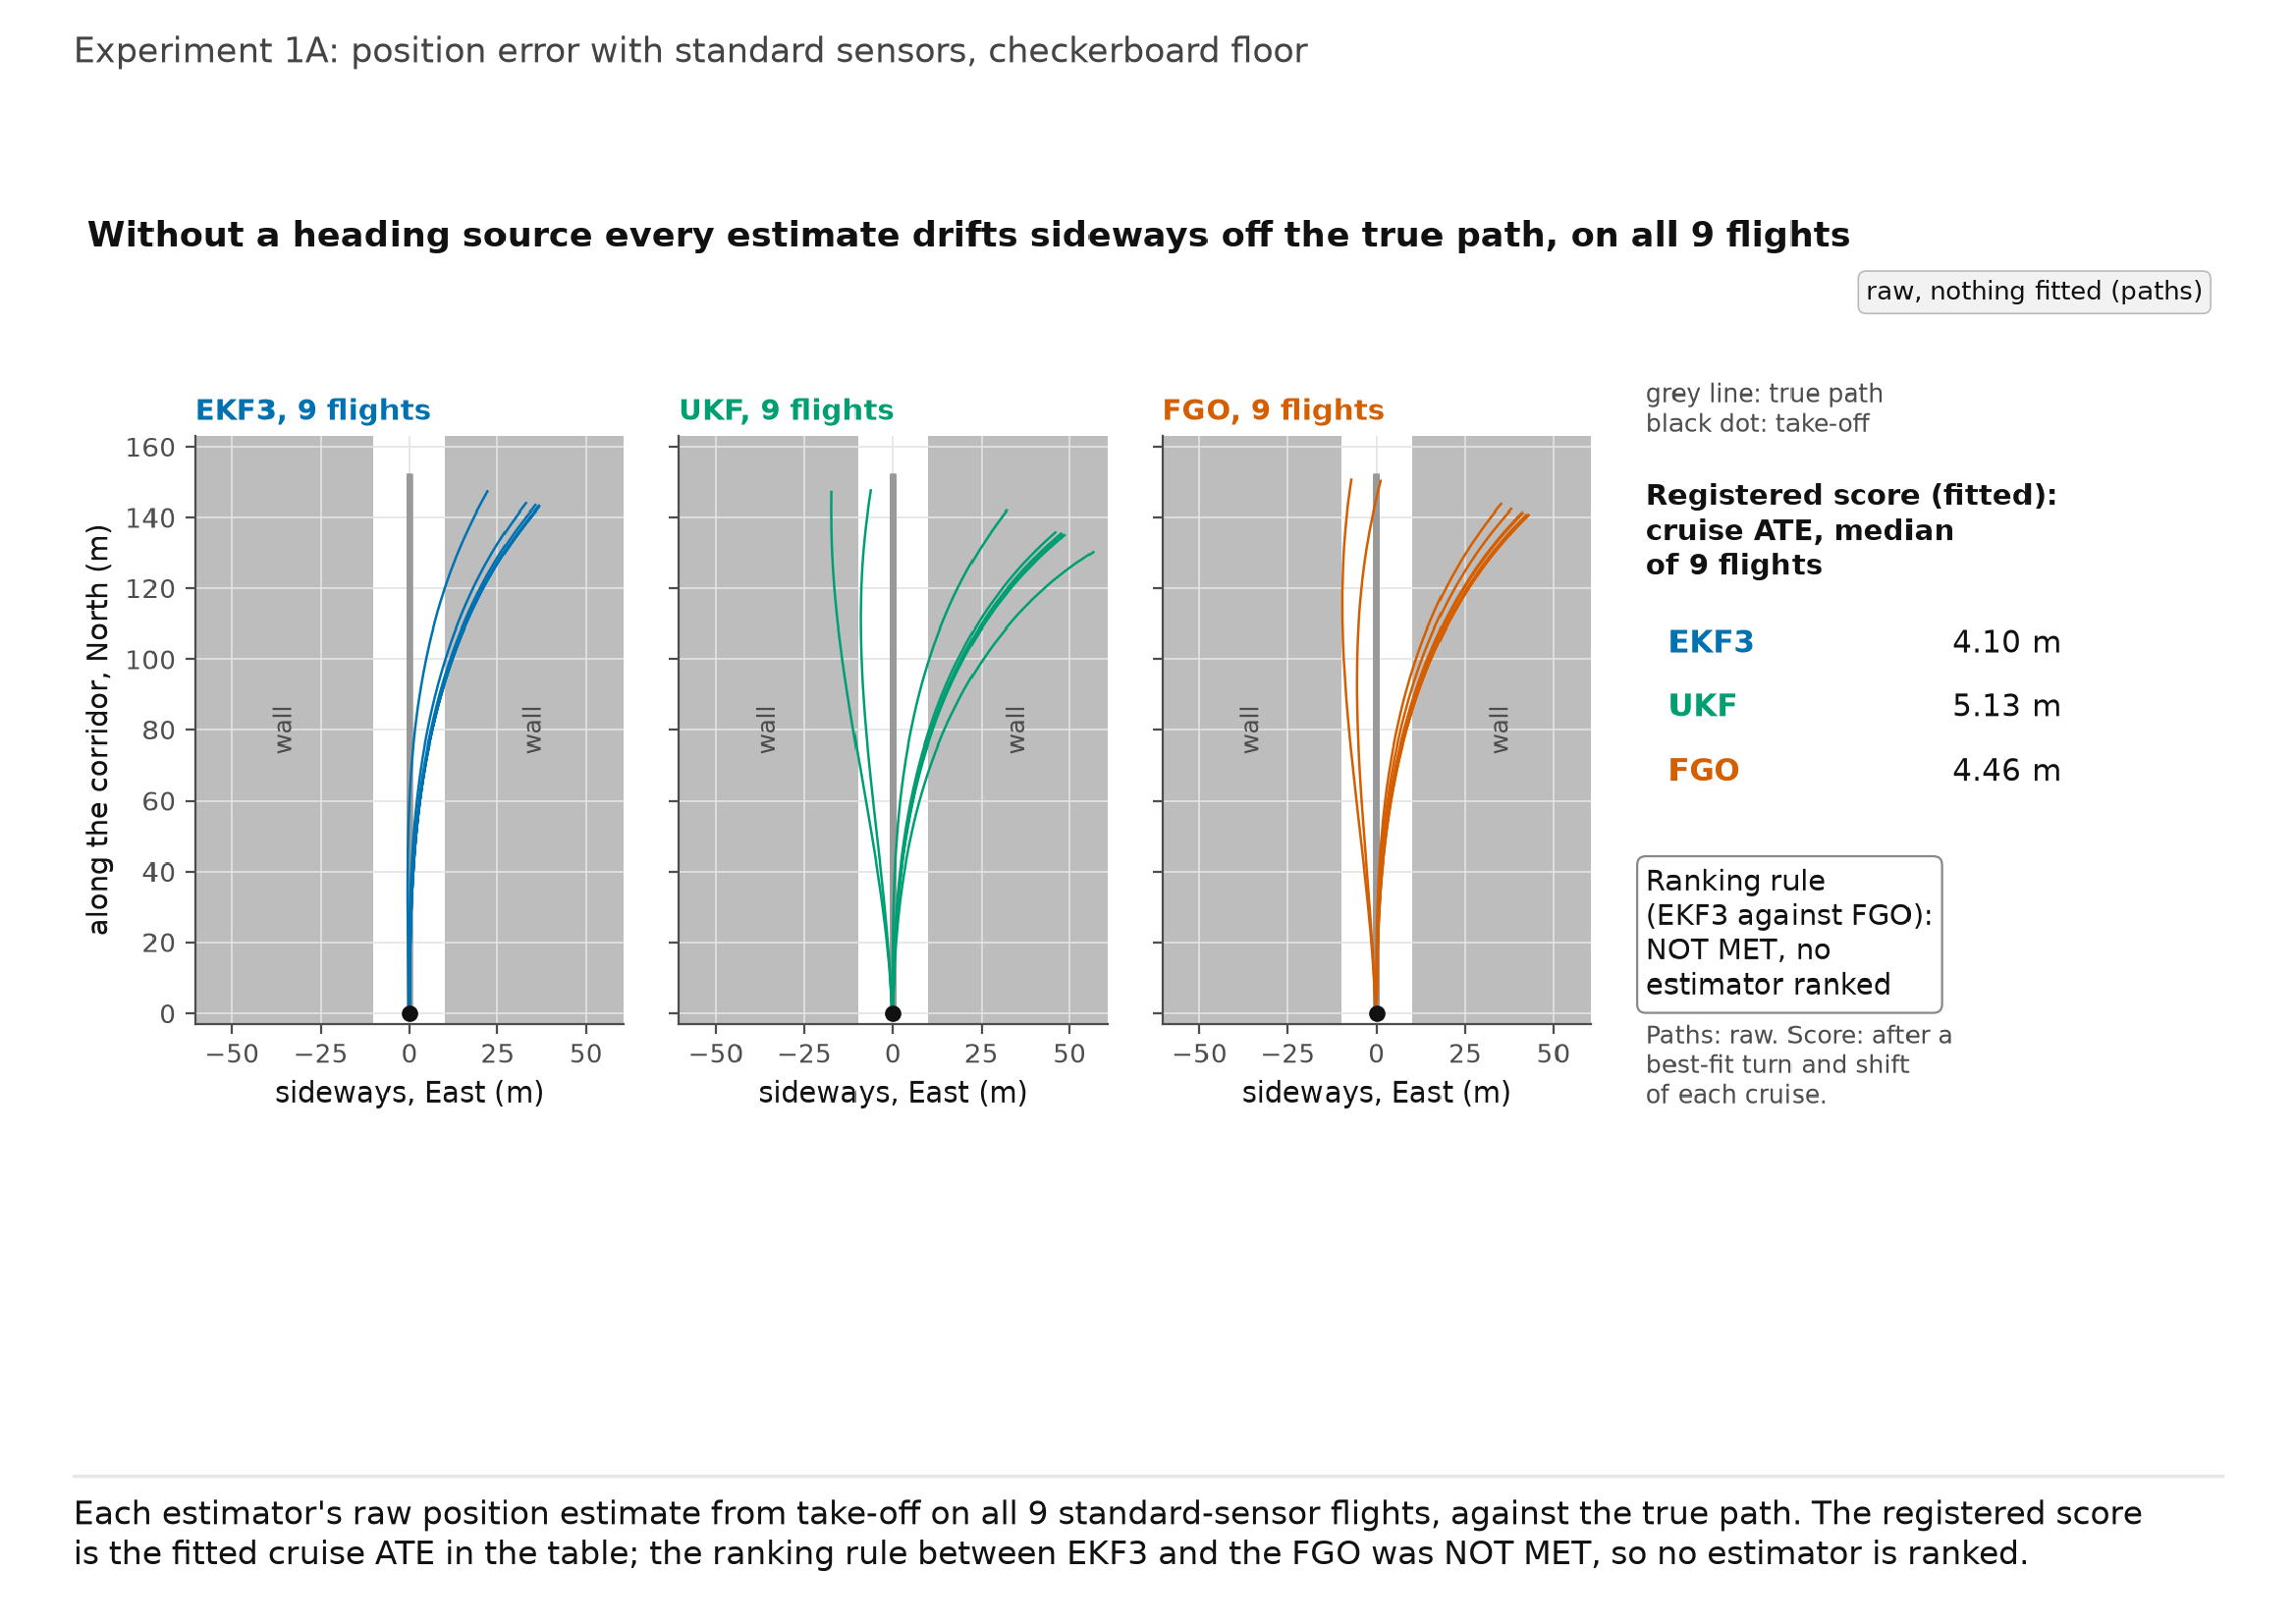 Experiment 1A: position error with standard sensors, checkerboard floor
Without a heading source every estimate drifts sideways off the true path, on all 9 flights
raw, nothing fitted (paths)
EKF3, 9 flights
UKF, 9 flights
FGO, 9 flights
along the corridor, North (m)
160
140
120
100
80
60
40
20
0
wall
wall
−50
−25
0
25
50
sideways, East (m)
wall
wall
−50
−25
0
25
50
sideways, East (m)
wall
wall
−50
−25
0
25
50
sideways, East (m)
grey line: true path
black dot: take-off
Registered score (fitted):
cruise ATE, median
of 9 flights
EKF3 4.10 m
UKF 5.13 m
FGO 4.46 m
Ranking rule
(EKF3 against FGO):
NOT MET, no
estimator ranked
Paths: raw. Score: after a
best-fit turn and shift
of each cruise.
Each estimator's raw position estimate from take-off on all 9 standard-sensor flights, against the true path. The registered score
is the fitted cruise ATE in the table; the ranking rule between EKF3 and the FGO was NOT MET, so no estimator is ranked.